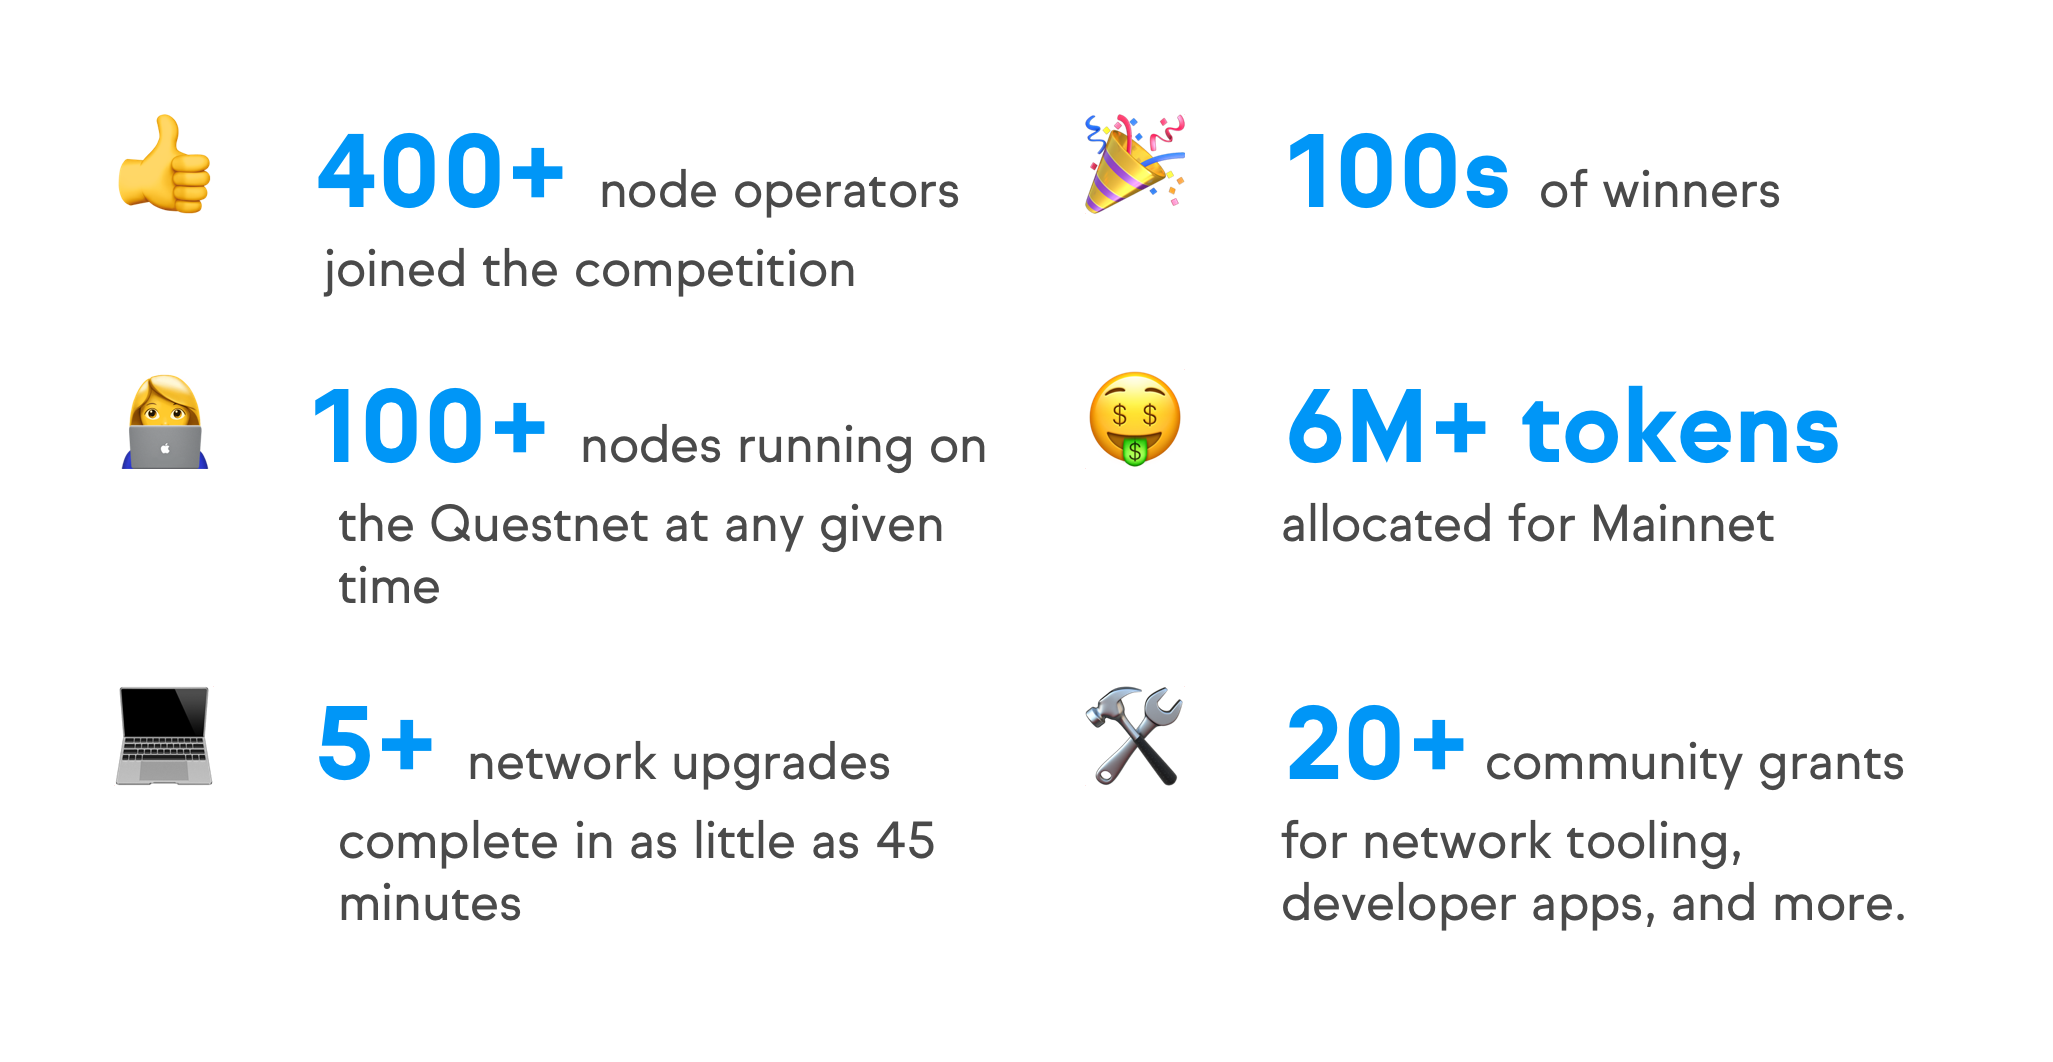 400+ node operators
joined the competition
100s of winners
100+ nodes running on
the Questnet at any given
time
6M+ tokens
allocated for Mainnet
5+ network upgrades
complete in as little as 45
minutes
20+ community grants
for network tooling,
developer apps, and more.